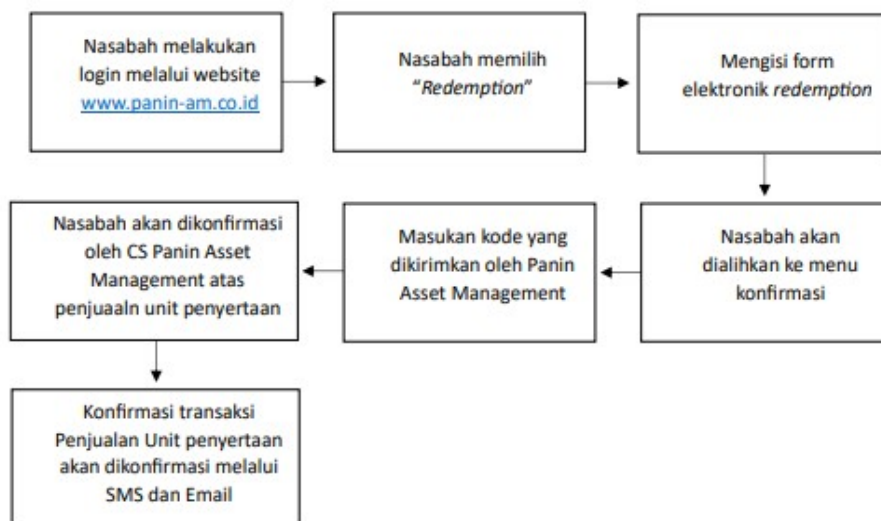 Nasabah melakukan
login melalui website
www.panin-am.co.id
Nasabah memilih
“Redemption”
Mengisi form
elektronik redemption
Nasabah akan
dialihkan ke menu
konfirmasi
Masukan kode yang
dikirimkan oleh Panin
Asset Management
Nasabah akan dikonfirmasi
oleh CS Panin Asset
Management atas
penjuaaln unit penyertaan
Konfirmasi transaksi
Penjualan Unit penyertaan
akan dikonfirmasi melalui
SMS dan Email